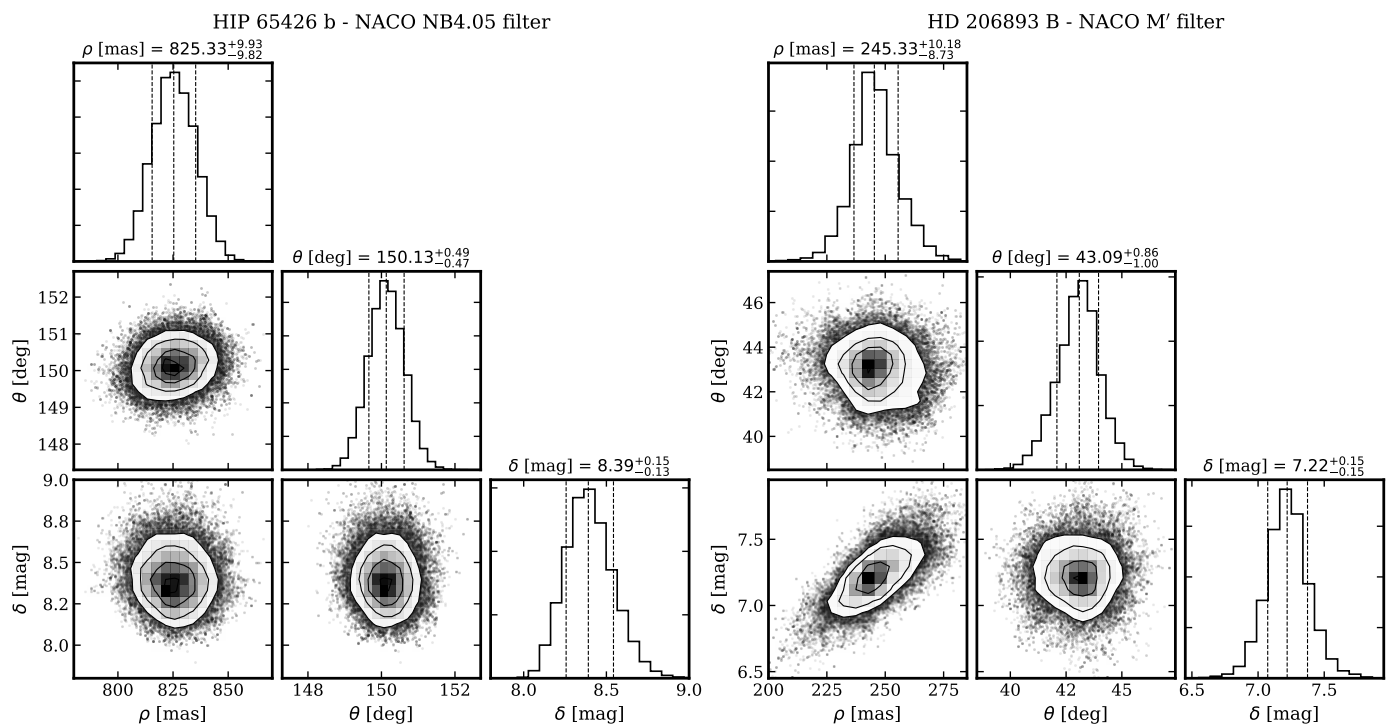 HIP 65426 b - NACO NB4.05 filter
HD 206893 B - NACO M′ filter
ρ [mas] = 825.33+9.93−9.82
ρ [mas] = 245.33+10.18−8.73
θ [deg] = 150.13+0.49−0.47
θ [deg] = 43.09+0.86−1.00
152
151
150
149
148
θ [deg]
46
44
42
40
θ [deg]
δ [mag] = 8.39+0.15−0.13
δ [mag] = 7.22+0.15−0.15
9.0
8.8
8.5
8.2
8.0
δ [mag]
7.5
7.0
6.5
δ [mag]
800 825 850
148 150 152
8.0 8.5 9.0
200 225 250 275
40 42 45
6.5 7.0 7.5
ρ [mas]
θ [deg]
δ [mag]
ρ [mas]
θ [deg]
δ [mag]